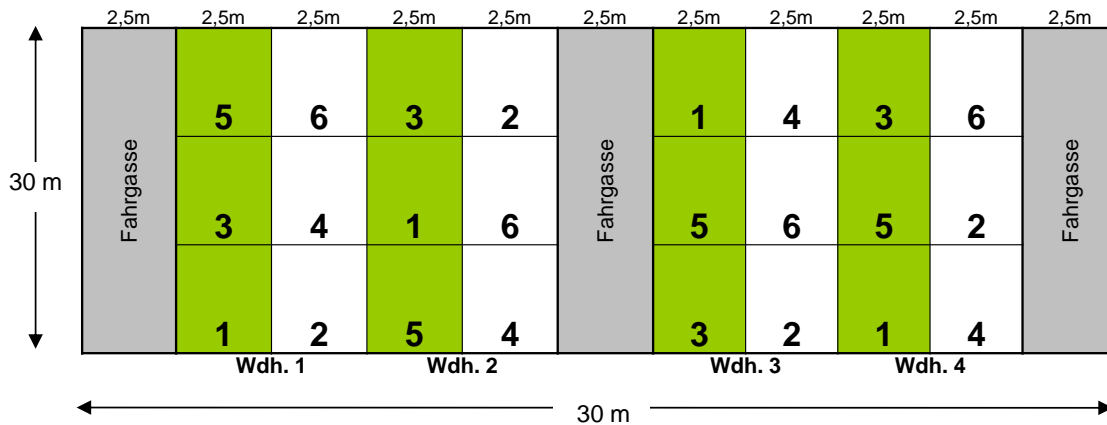 2,5m 2,5m 2,5m 2,5m 2,5m 2,5m 2,5m 2,5m 2,5m 2,5m 2,5m
5 6 3 2 1 4 3 6
30 m Fahrgasse 3 4 1 6 Fahrgasse 5 6 5 2 Fahrgasse
1 2 5 4 3 2 1 4
Wdh. 1 Wdh. 2 Wdh. 3 Wdh. 4
30 m